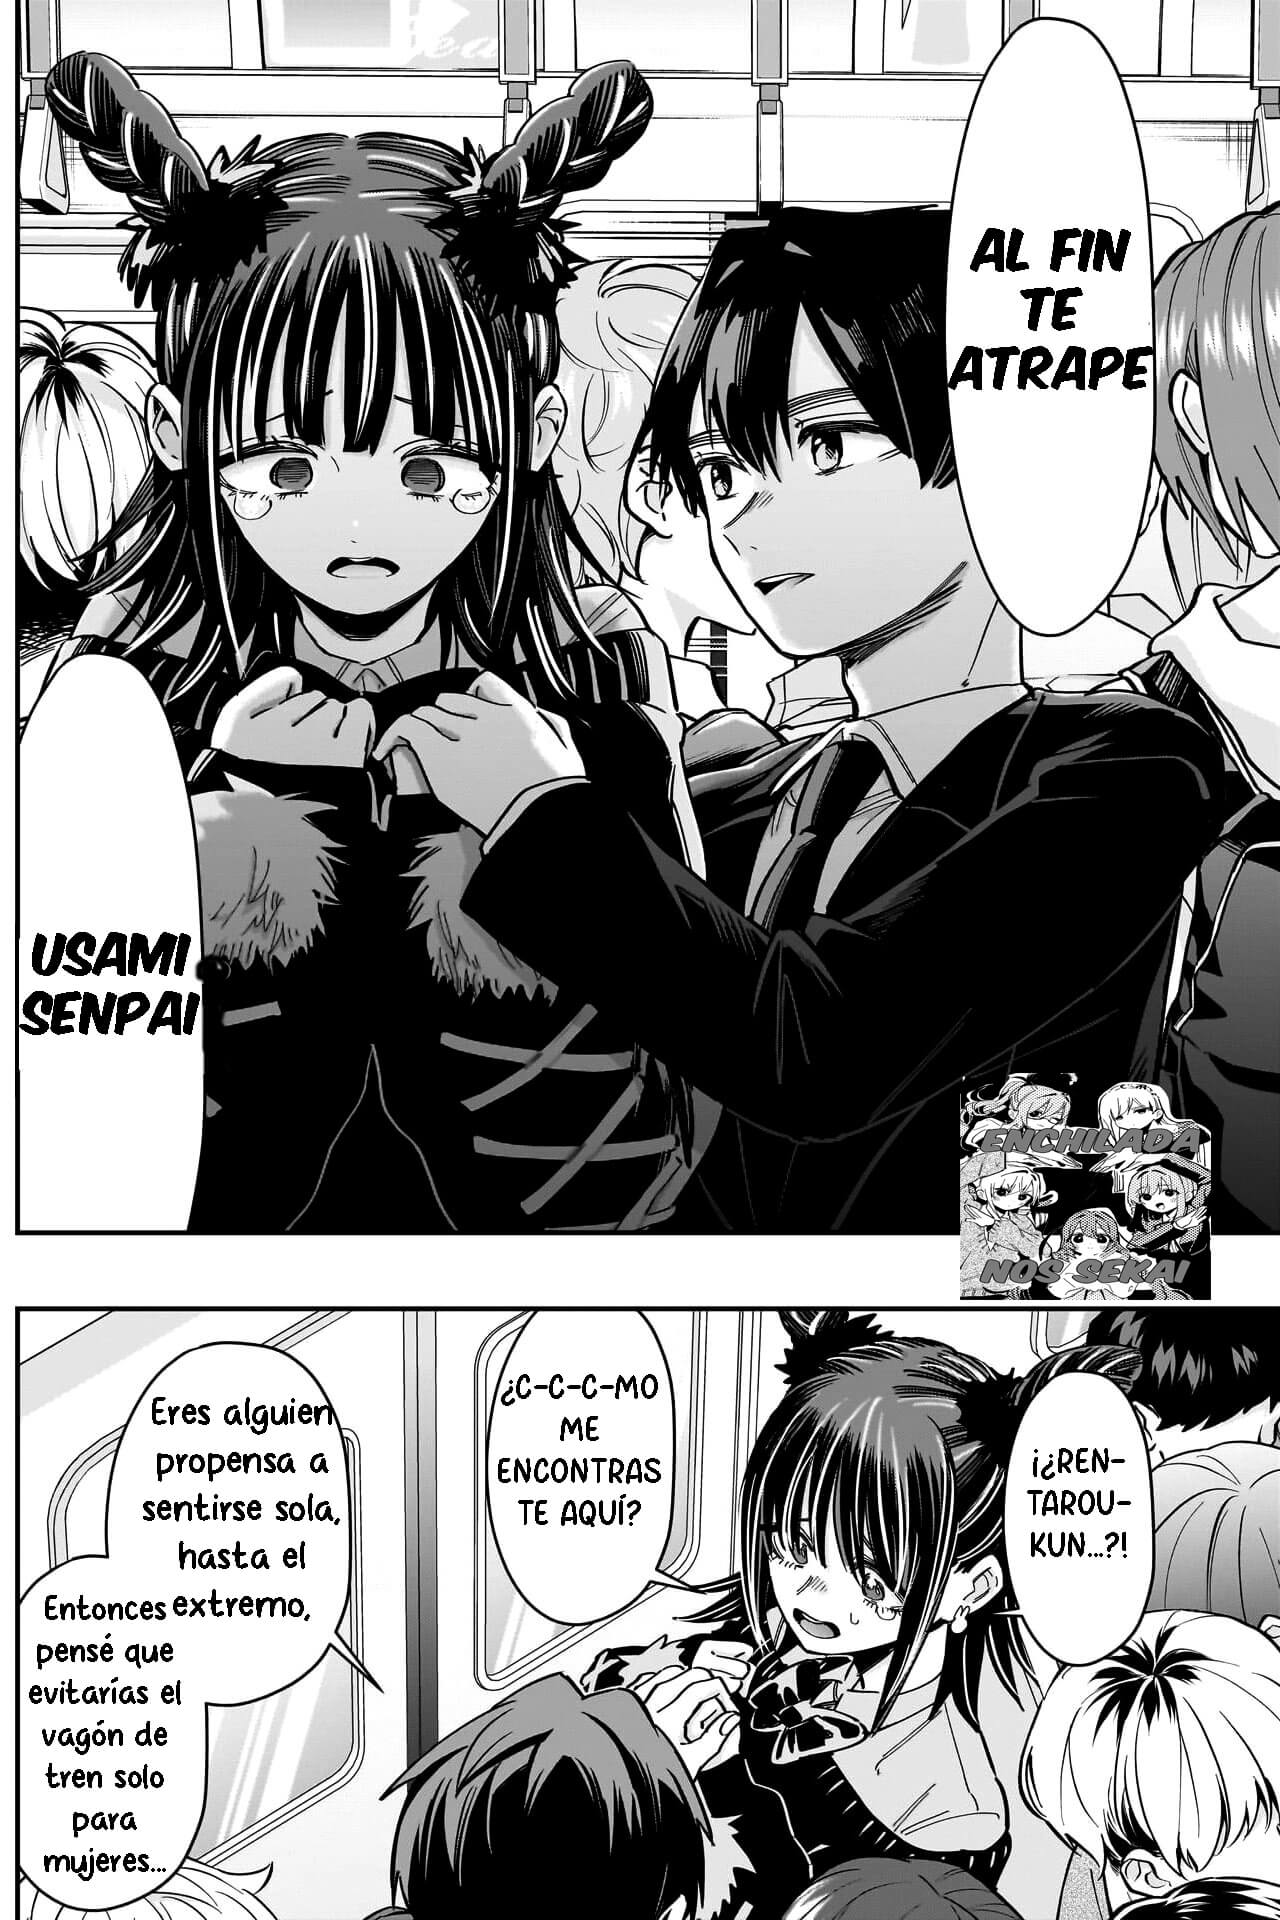 AL FIN
TE
ATRAPE
USAMI
SENPAI
ENCHILADA
NOS SEKAI
¡¿REN-
TAROU-
KUN...?!
¿C-C-C-MO
ME
ENCONTRAS
TE AQUÍ?
Eres alguien
propensa a
sentirse sola,
hasta el
extremo,
Entonces
pensé que
evitarías el
vagón de
tren solo
para
mujeres...